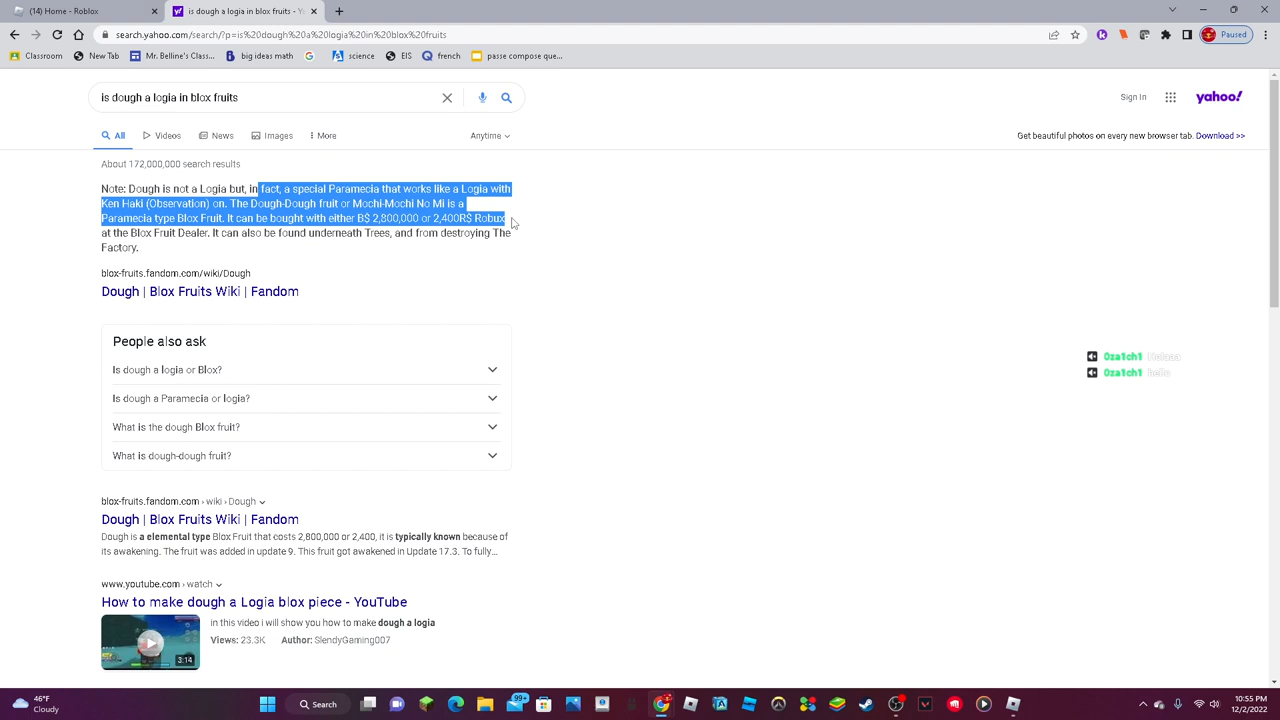 (14) Home - Roblox
is dough a logia in blox fruits - Y
search.yahoo.com/search/?p=is%20dough%20a%20logia%20in%20blox%20fruits
Paused
Classroom
New Tab
Mr. Belline's Class...
big ideas math
science
EIS
french
passe compose que...
is dough a logia in blox fruits
Sign In
yahoo!
All
Videos
News
Images
More
Anytime
Get beautiful photos on every new browser tab. Download >>
About 172,000,000 search results
Note: Dough is not a Logia but, in fact, a special Paramecia that works like a Logia with
Ken Haki (Observation) on. The Dough-Dough fruit or Mochi-Mochi No Mi is a
Paramecia type Blox Fruit. It can be bought with either B$ 2,800,000 or 2,400R$ Robux
at the Blox Fruit Dealer. It can also be found underneath Trees, and from destroying The
Factory.
blox-fruits.fandom.com/wiki/Dough
Dough | Blox Fruits Wiki | Fandom
People also ask
Is dough a logia or Blox?
0za1ch1
0za1ch1 hello
Is dough a Paramecia or logia?
What is the dough Blox fruit?
What is dough-dough fruit?
blox-fruits.fandom.com › wiki › Dough
Dough | Blox Fruits Wiki | Fandom
Dough is a elemental type Blox Fruit that costs 2,800,000 or 2,400, it is typically known because of
its awakening. The fruit was added in update 9. This fruit got awakened in Update 17.3. To fully...
www.youtube.com › watch
How to make dough a Logia blox piece - YouTube
in this video i will show you how to make dough a logia
Views: 23.3K Author: SlendyGaming007
3:14
46°F
Cloudy
Search
99+
10:55 PM
12/2/2022